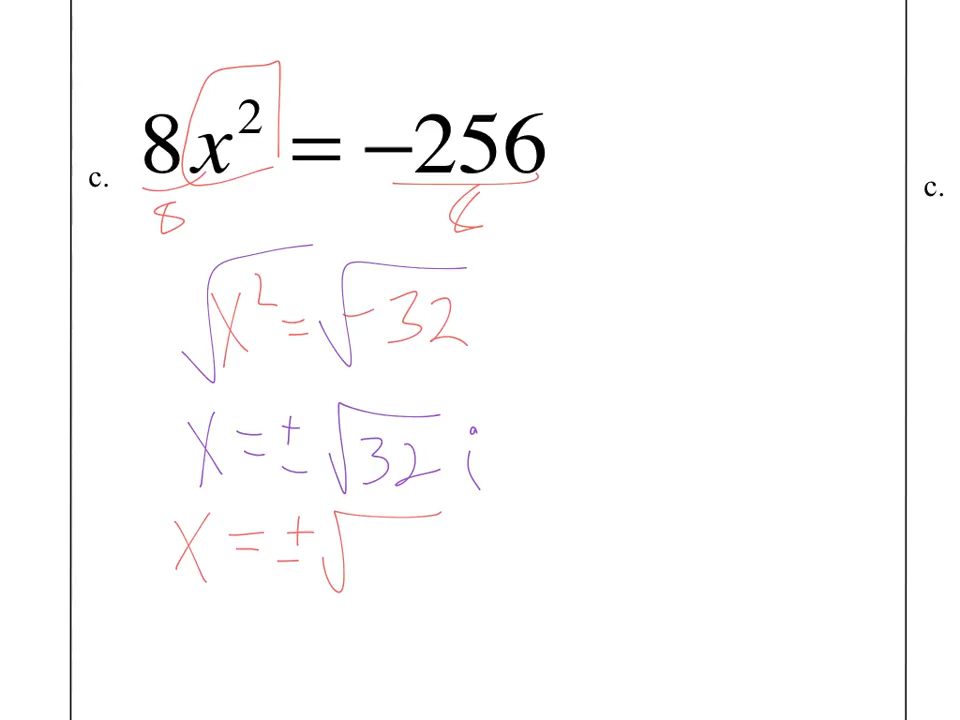 c. 8x² = −256 c.
8 8
√x² = √-32
x = ± √32 i
x = ± √